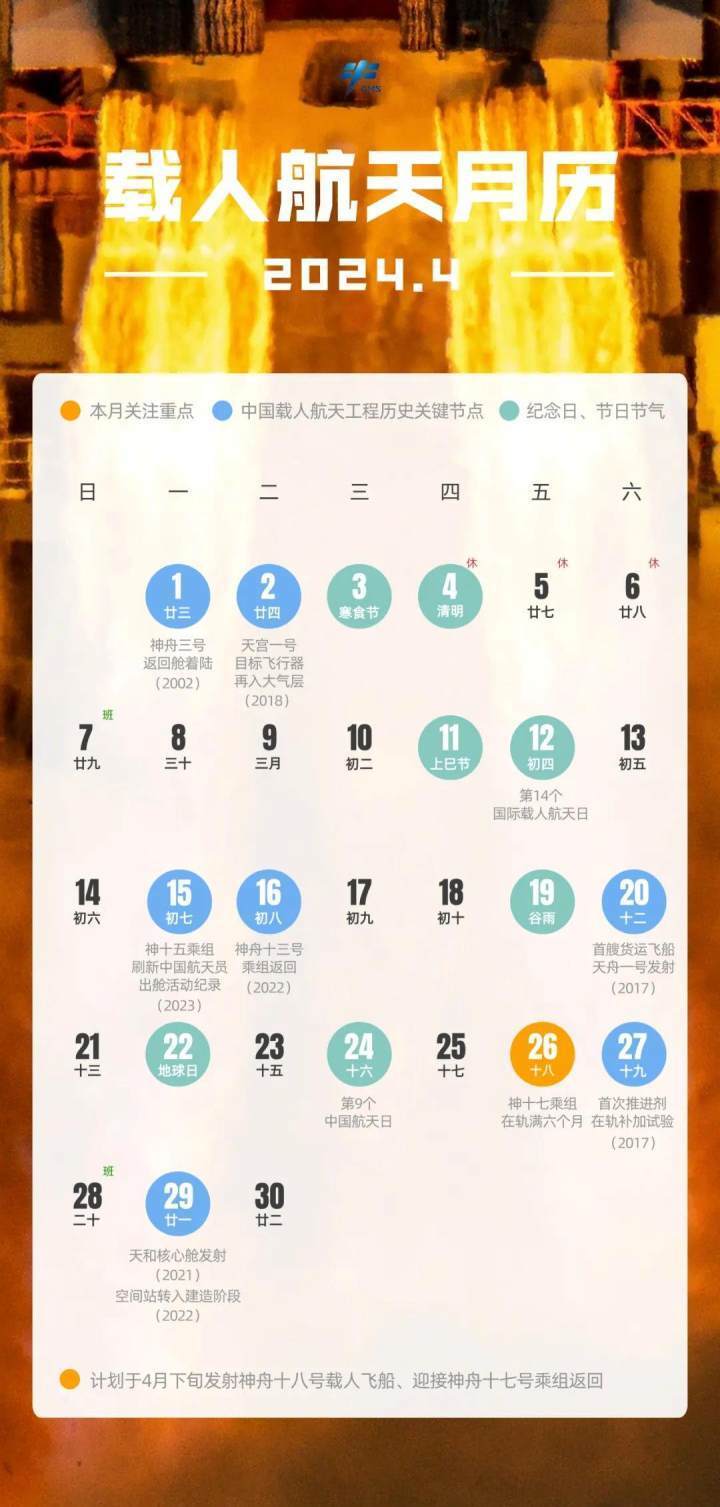 CMS
载人航天月历
2024.4
本月关注重点 中国载人航天工程历史关键节点 纪念日、节日节气
日 一 二 三 四 五 六
休 休 休
1 2 3 4 5 6
廿三 廿四 寒食节 清明 廿七 廿八
神舟三号 天宫一号
返回舱着陆 目标飞行器
（2002） 再入大气层
（2018）
班
7 8 9 10 11 12 13
廿九 三十 三月 初二 上巳节 初四 初五
第14个
国际载人航天日
14 15 16 17 18 19 20
初六 初七 初八 初九 初十 谷雨 十二
神十五乘组 神舟十三号 首艘货运飞船
刷新中国航天员 乘组返回 天舟一号发射
出舱活动纪录 （2022） （2017）
（2023）
21 22 23 24 25 26 27
十三 地球日 十五 十六 十七 十八 十九
第9个 神十七乘组 首次推进剂
中国航天日 在轨满六个月 在轨补加试验
（2017）
班
28 29 30
二十 廿一 廿二
天和核心舱发射
（2021）
空间站转入建造阶段
（2022）
计划于4月下旬发射神舟十八号载人飞船、迎接神舟十七号乘组返回